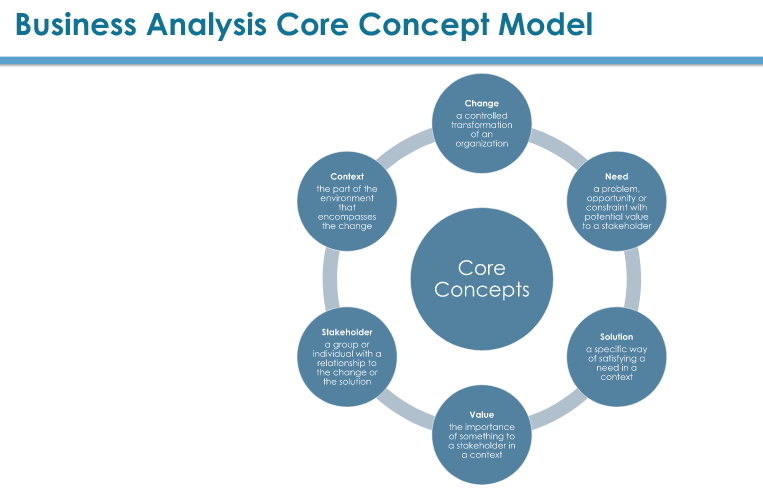 Business Analysis Core Concept Model
Change
a controlled
transformation
of an
organization
Need
a problem,
opportunity or
constraint with
potential value
to a stakeholder
Solution
a specific way
of satisfying a
need in a
context
Value
the importance
of something to
a stakeholder in
a context
Stakeholder
a group or
individual with a
relationship to
the change or
the solution
Context
the part of the
environment
that
encompasses
the change
Core
Concepts